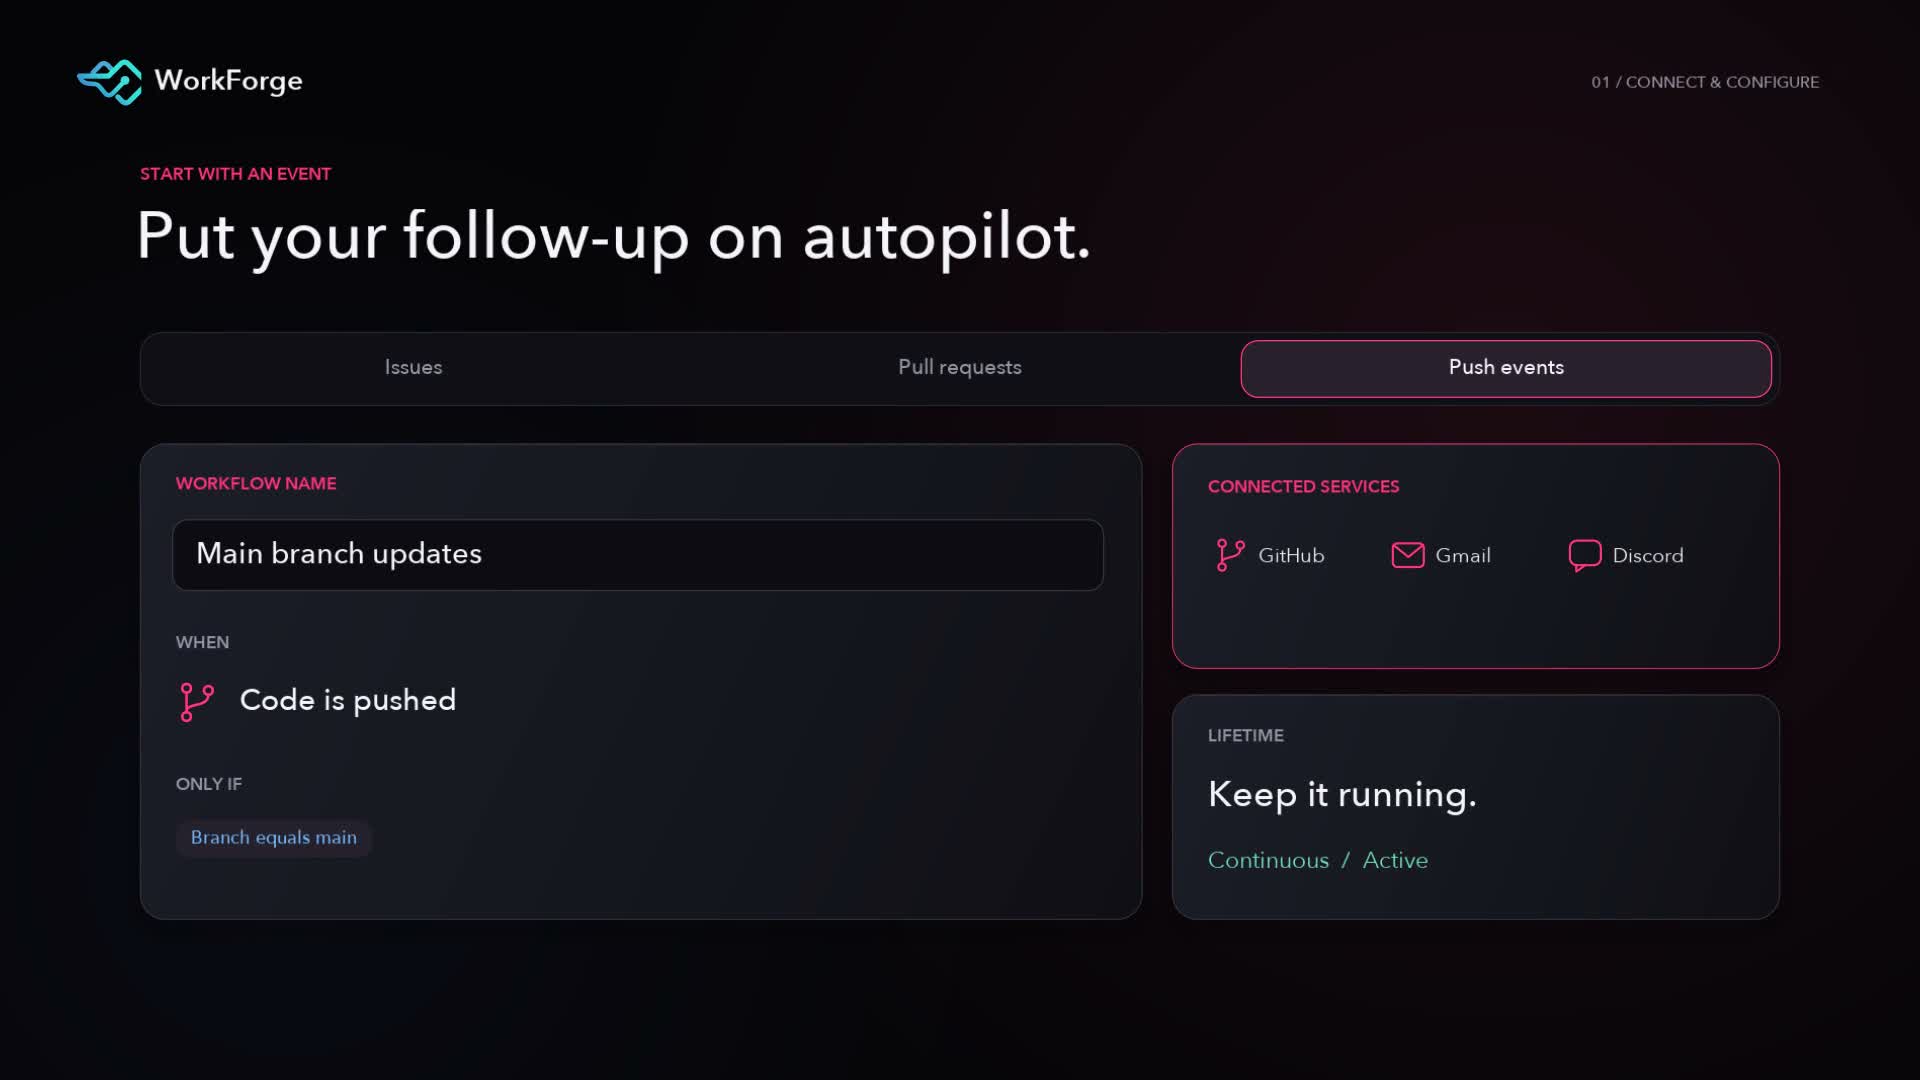 WorkForge
01 / CONNECT & CONFIGURE
START WITH AN EVENT
Put your follow-up on autopilot.
Issues
Pull requests
Push events
WORKFLOW NAME
Main branch updates
WHEN
Code is pushed
ONLY IF
Branch equals main
CONNECTED SERVICES
GitHub
Gmail
Discord
LIFETIME
Keep it running.
Continuous / Active